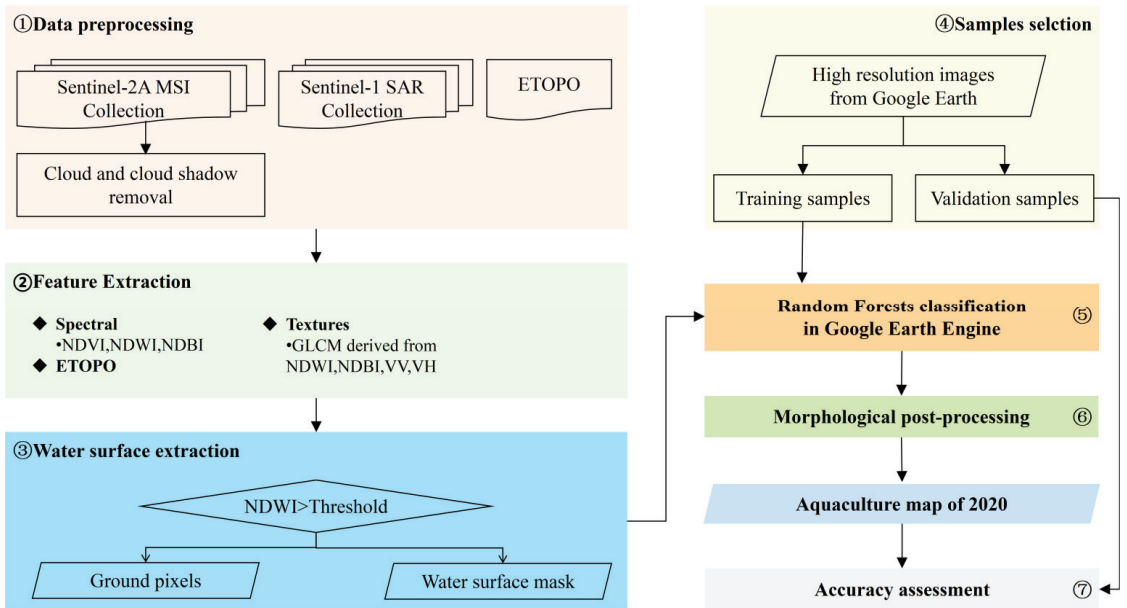 ①Data preprocessing
Sentinel-2A MSI
Collection
Sentinel-1 SAR
Collection
ETOPO
Cloud and cloud shadow
removal
②Feature Extraction
◆ Spectral
•NDVI,NDWI,NDBI
◆ ETOPO
◆ Textures
•GLCM derived from
NDWI,NDBI,VV,VH
③Water surface extraction
NDWI>Threshold
Ground pixels
Water surface mask
④Samples selction
High resolution images
from Google Earth
Training samples
Validation samples
Random Forests classification
in Google Earth Engine
⑤
Morphological post-processing
⑥
Aquaculture map of 2020
Accuracy assessment
⑦